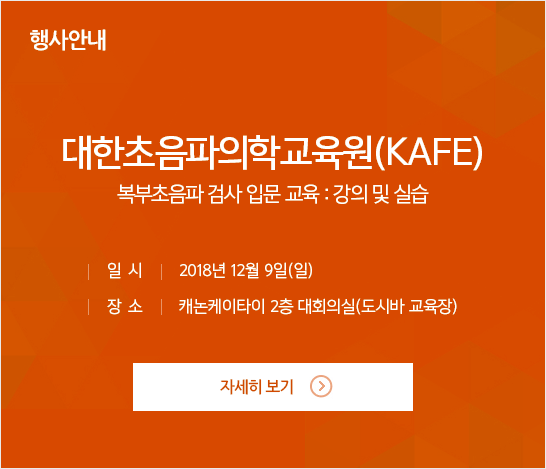 행사안내
대한초음파의학교육원(KAFE)
복부초음파 검사 입문 교육 : 강의 및 실습
일 시 2018년 12월 9일(일)
장 소 캐논케이타이 2층 대회의실(도시바 교육장)
자세히 보기